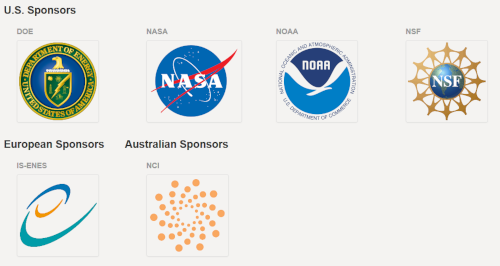 U.S. Sponsors
DOE NASA NOAA NSF
DEPARTMENT OF ENERGY
UNITED STATES OF AMERICA
NASA
NATIONAL OCEANIC AND ATMOSPHERIC ADMINISTRATION
NOAA
U.S. DEPARTMENT OF COMMERCE
NSF
European Sponsors Australian Sponsors
IS-ENES NCI